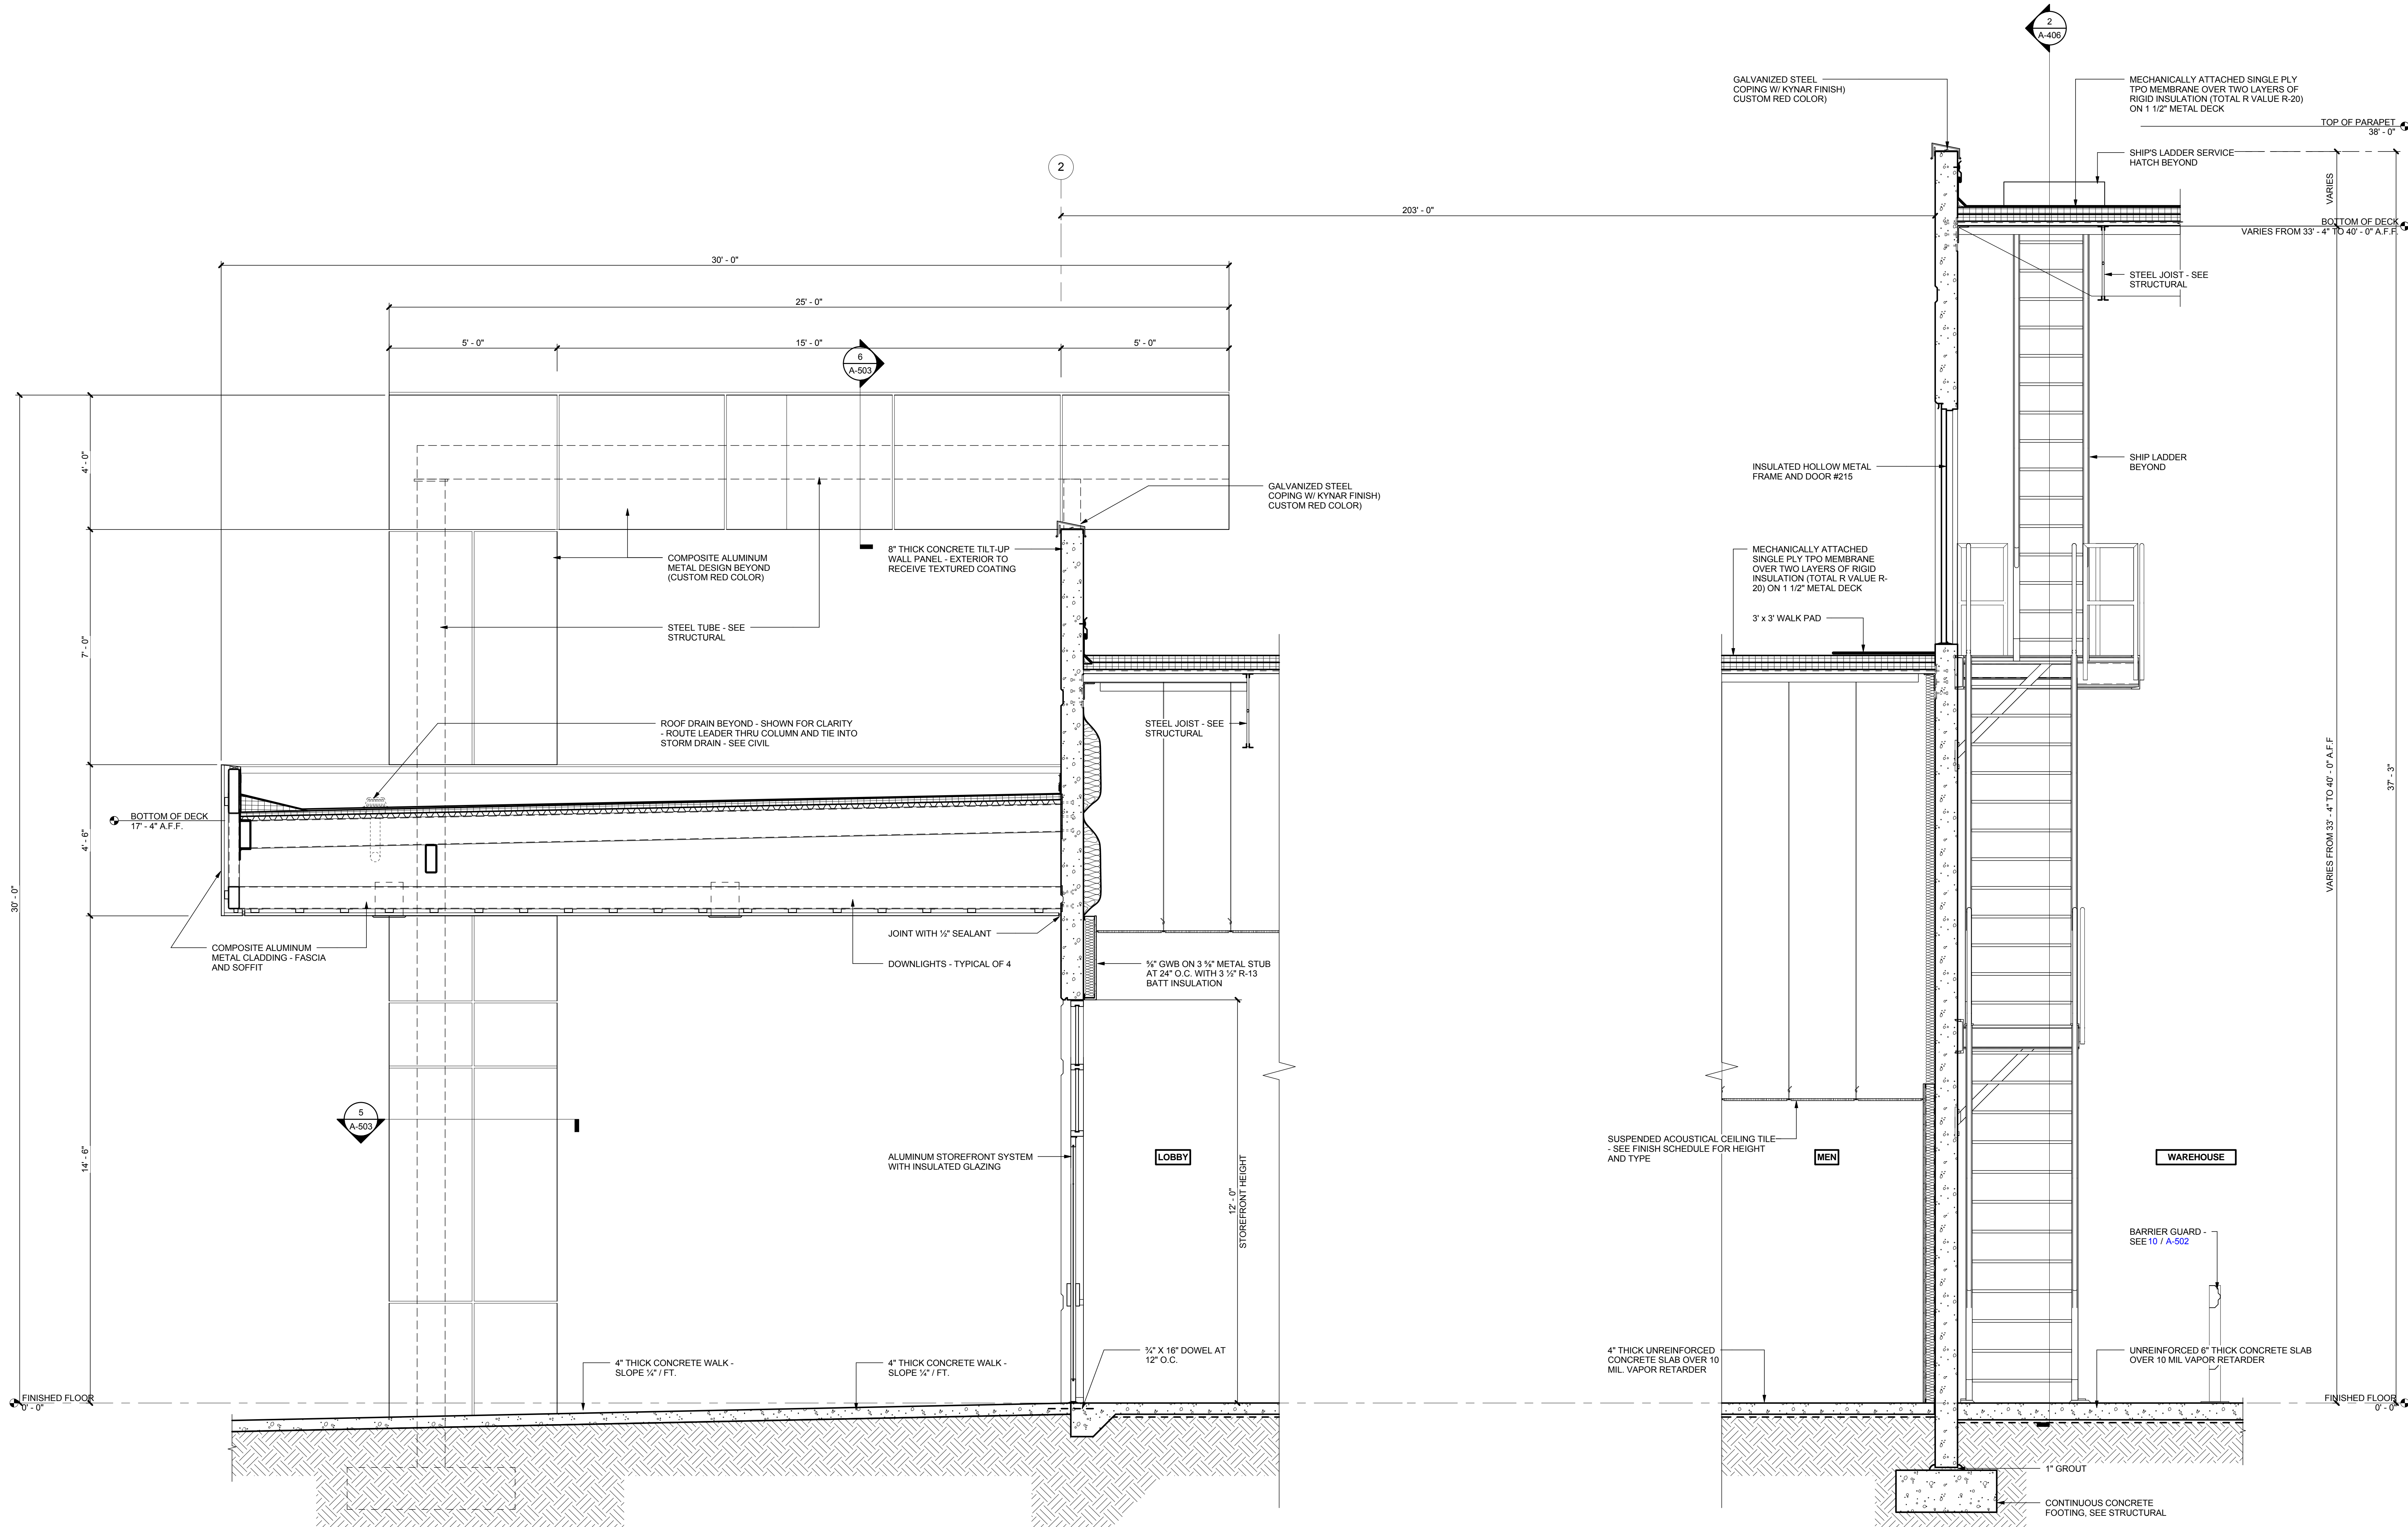 2
A-406
GALVANIZED STEEL
COPING W/ KYNAR FINISH)
CUSTOM RED COLOR)
MECHANICALLY ATTACHED SINGLE PLY
TPO MEMBRANE OVER TWO LAYERS OF
RIGID INSULATION (TOTAL R VALUE R-20)
ON 1 1/2" METAL DECK
TOP OF PARAPET
38' - 0"
SHIP'S LADDER SERVICE
HATCH BEYOND
2
VARIES
203' - 0"
BOTTOM OF DECK
VARIES FROM 33' - 4" TO 40' - 0" A.F.F.
30' - 0"
STEEL JOIST - SEE
STRUCTURAL
25' - 0"
5' - 0"
15' - 0"
5' - 0"
6
A-503
4' - 0"
INSULATED HOLLOW METAL
FRAME AND DOOR #215
SHIP LADDER
BEYOND
GALVANIZED STEEL
COPING W/ KYNAR FINISH)
CUSTOM RED COLOR)
COMPOSITE ALUMINUM
METAL DESIGN BEYOND
(CUSTOM RED COLOR)
8" THICK CONCRETE TILT-UP
WALL PANEL - EXTERIOR TO
RECEIVE TEXTURED COATING
MECHANICALLY ATTACHED
SINGLE PLY TPO MEMBRANE
OVER TWO LAYERS OF RIGID
INSULATION (TOTAL R VALUE R-
20) ON 1 1/2" METAL DECK
7' - 0"
STEEL TUBE - SEE
STRUCTURAL
3' x 3' WALK PAD
ROOF DRAIN BEYOND - SHOWN FOR CLARITY
- ROUTE LEADER THRU COLUMN AND TIE INTO
STORM DRAIN - SEE CIVIL
STEEL JOIST - SEE
STRUCTURAL
VARIES FROM 33' - 4" TO 40' - 0" A.F.F
37' - 3"
BOTTOM OF DECK
17' - 4" A.F.F.
4' - 6"
30' - 0"
COMPOSITE ALUMINUM
METAL CLADDING - FASCIA
AND SOFFIT
JOINT WITH ½" SEALANT
DOWNLIGHTS - TYPICAL OF 4
⅝" GWB ON 3 ⅝" METAL STUB
AT 24" O.C. WITH 3 ½" R-13
BATT INSULATION
5
A-503
14' - 6"
ALUMINUM STOREFRONT SYSTEM
WITH INSULATED GLAZING
LOBBY
12' - 0"
STOREFRONT HEIGHT
SUSPENDED ACOUSTICAL CEILING TILE
- SEE FINISH SCHEDULE FOR HEIGHT
AND TYPE
MEN
WAREHOUSE
BARRIER GUARD -
SEE 10 / A-502
4" THICK CONCRETE WALK -
SLOPE ¼" / FT.
4" THICK CONCRETE WALK -
SLOPE ¼" / FT.
¾" X 16" DOWEL AT
12" O.C.
4" THICK UNREINFORCED
CONCRETE SLAB OVER 10
MIL. VAPOR RETARDER
UNREINFORCED 6" THICK CONCRETE SLAB
OVER 10 MIL VAPOR RETARDER
FINISHED FLOOR
0' - 0"
FINISHED FLOOR
0' - 0"
1" GROUT
CONTINUOUS CONCRETE
FOOTING, SEE STRUCTURAL